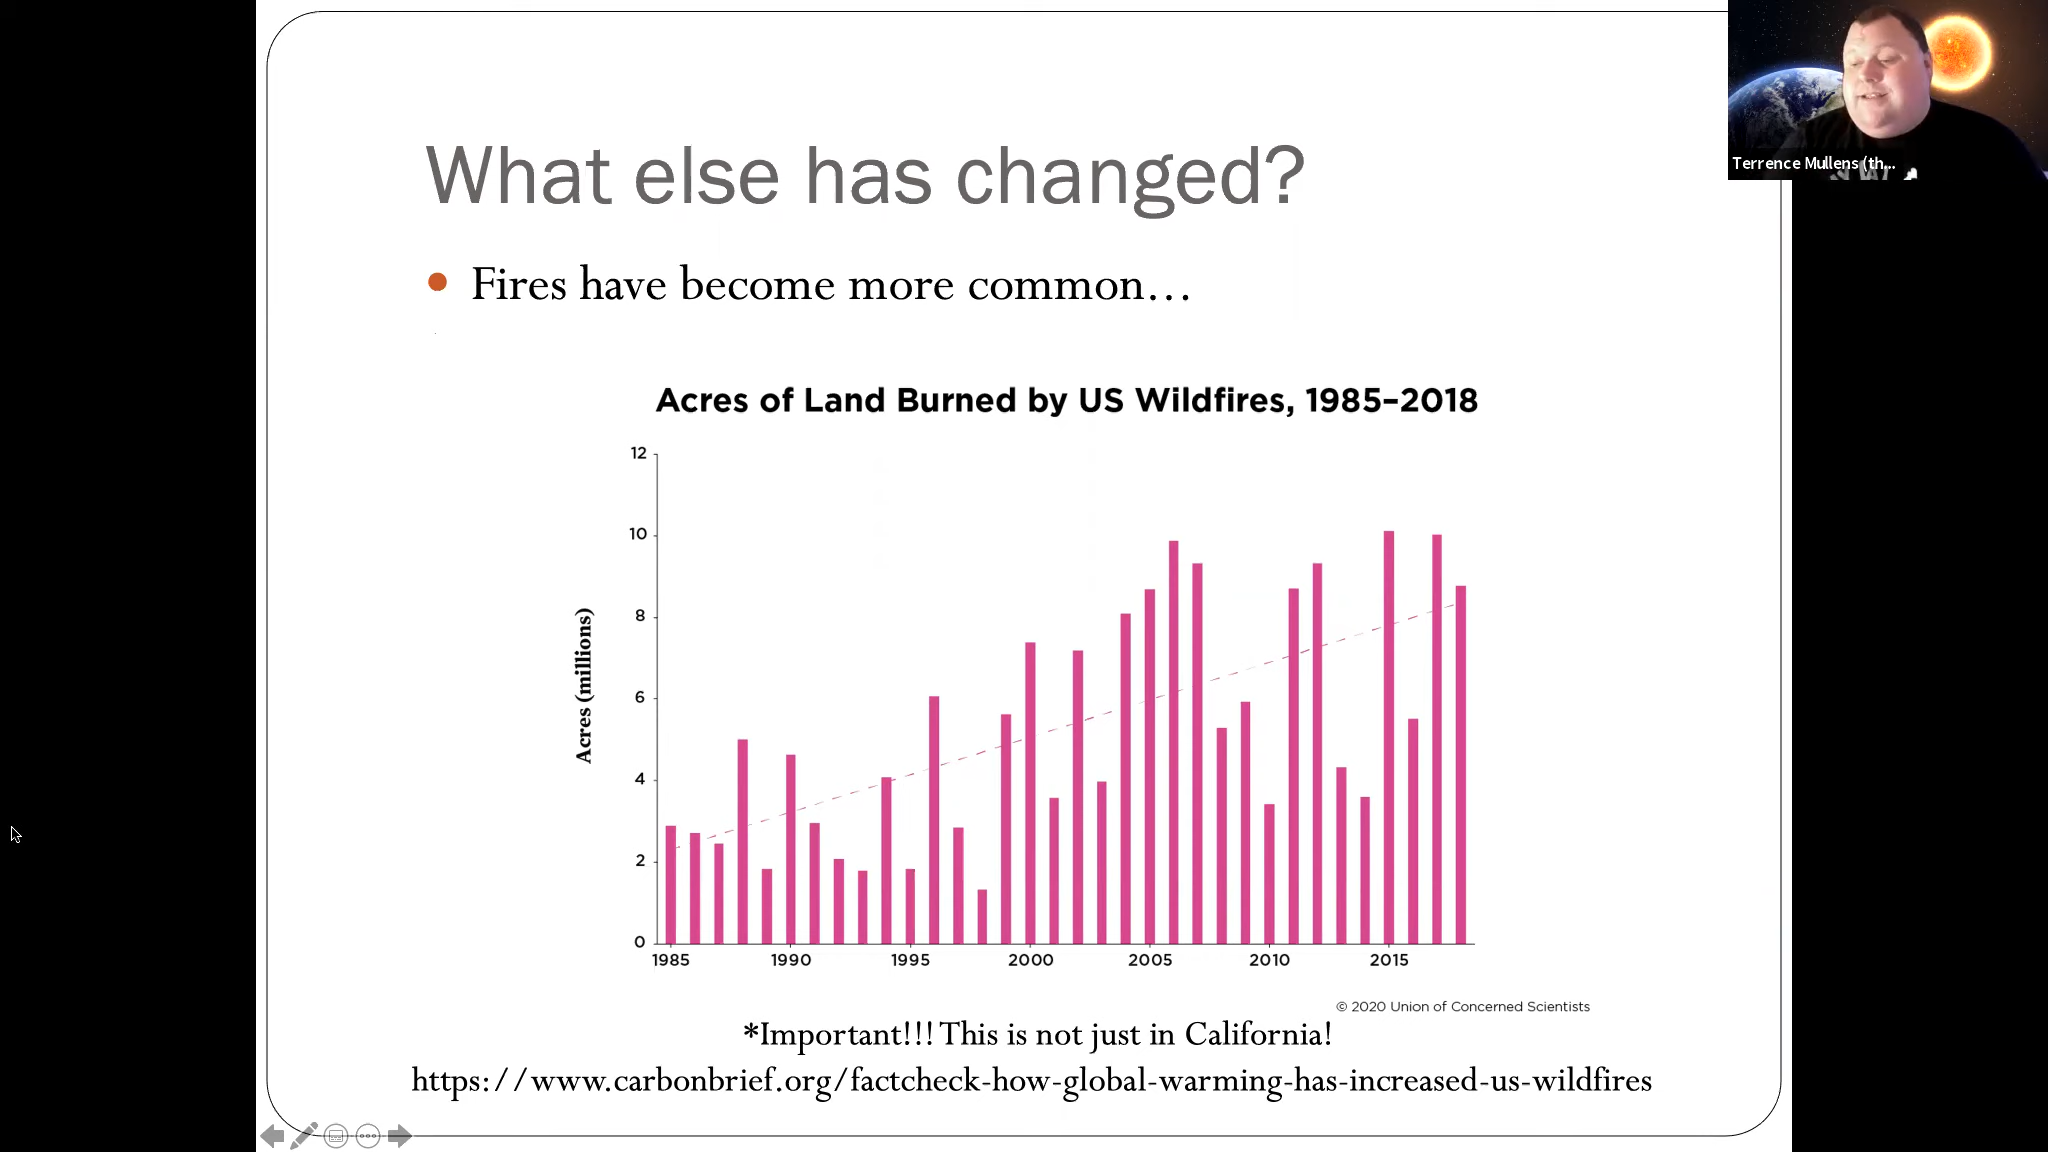 What else has changed?
Terrence Mullens (th...
Fires have become more common...
Acres of Land Burned by US Wildfires, 1985–2018
12
10
8
6
4
2
0
Acres (millions)
1985 1990 1995 2000 2005 2010 2015
© 2020 Union of Concerned Scientists
*Important!!! This is not just in California!
https://www.carbonbrief.org/factcheck-how-global-warming-has-increased-us-wildfires